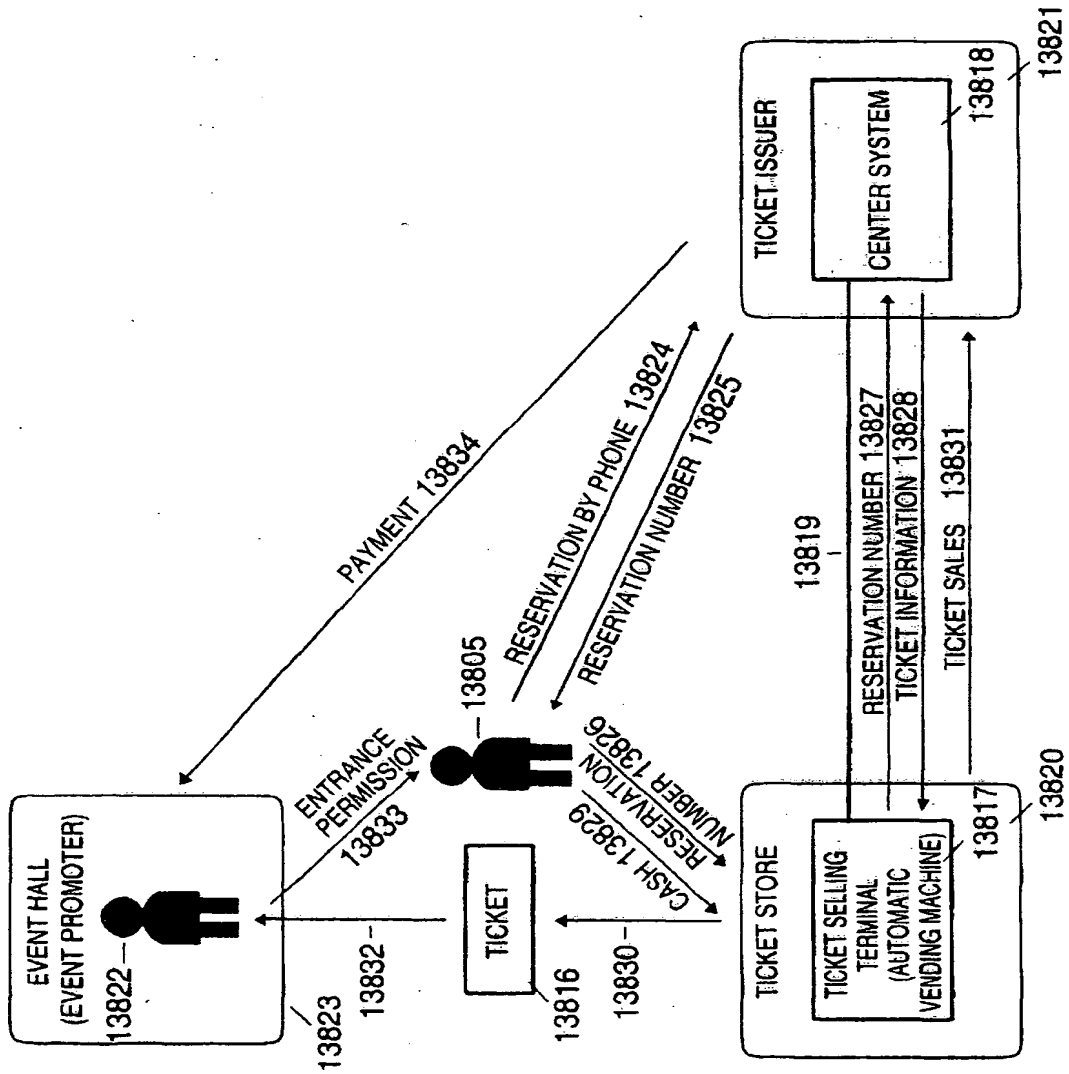 EVENT HALL
(EVENT PROMOTER)
13822
13823
ENTRANCE
PERMISSION
13833
13832
PAYMENT 13834
13805
TICKET
13816
13830
RESERVATION BY PHONE 13824
RESERVATION NUMBER 13825
RESERVATION
NUMBER 13826
CASH 13829
TICKET STORE
TICKET SELLING
TERMINAL
(AUTOMATIC
VENDING MACHINE)
13817
13820
13819
RESERVATION NUMBER 13827
TICKET INFORMATION 13828
TICKET SALES 13831
TICKET ISSUER
CENTER SYSTEM
13818
13821